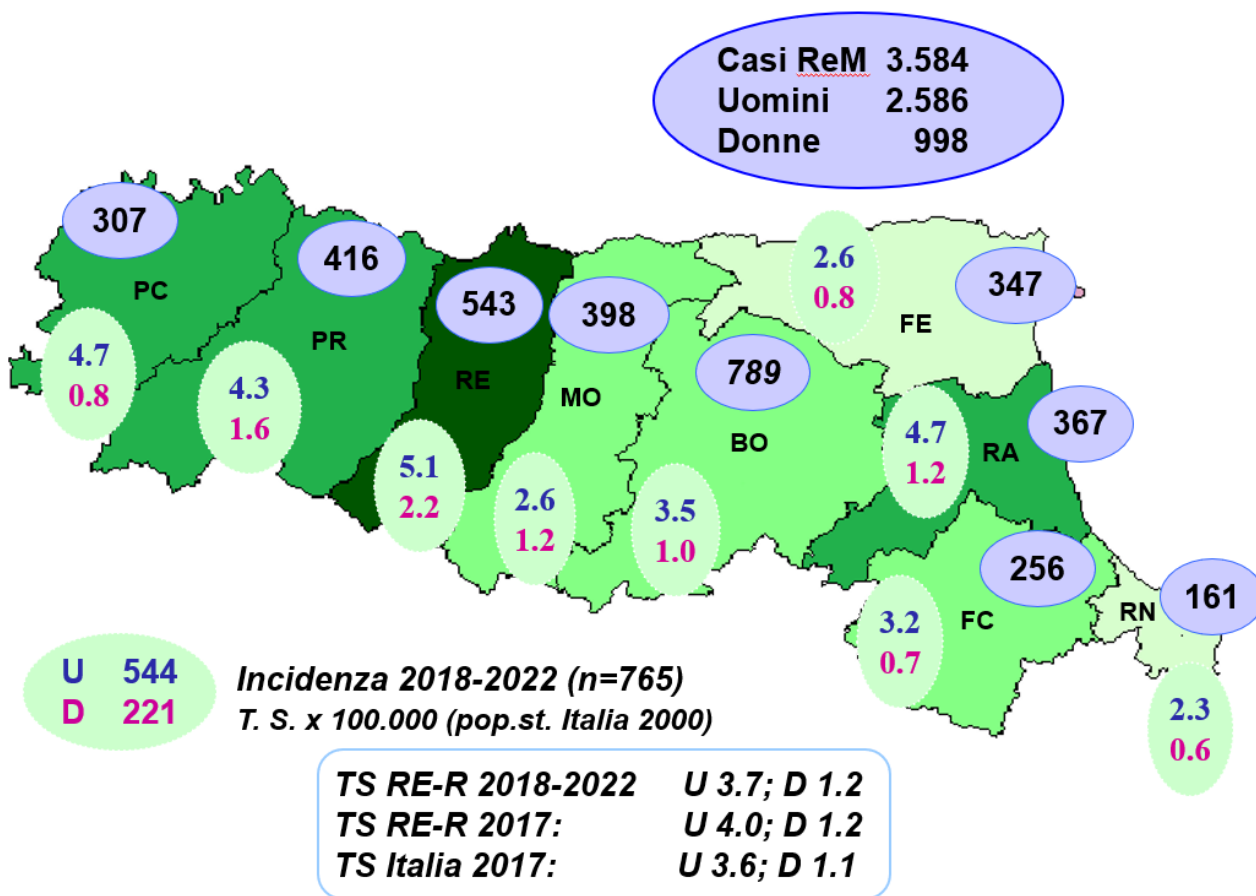 Casi ReM 3.584
Uomini 2.586
Donne 998
307
PC
4.7
0.8
416
PR
4.3
1.6
543
RE
5.1
2.2
398
MO
2.6
1.2
789
BO
3.5
1.0
2.6
0.8
FE
347
4.7
1.2
RA
367
256
FC
3.2
0.7
161
RN
2.3
0.6
U 544
D 221
Incidenza 2018-2022 (n=765)
T. S. x 100.000 (pop.st. Italia 2000)
TS RE-R 2018-2022 U 3.7; D 1.2
TS RE-R 2017: U 4.0; D 1.2
TS Italia 2017: U 3.6; D 1.1